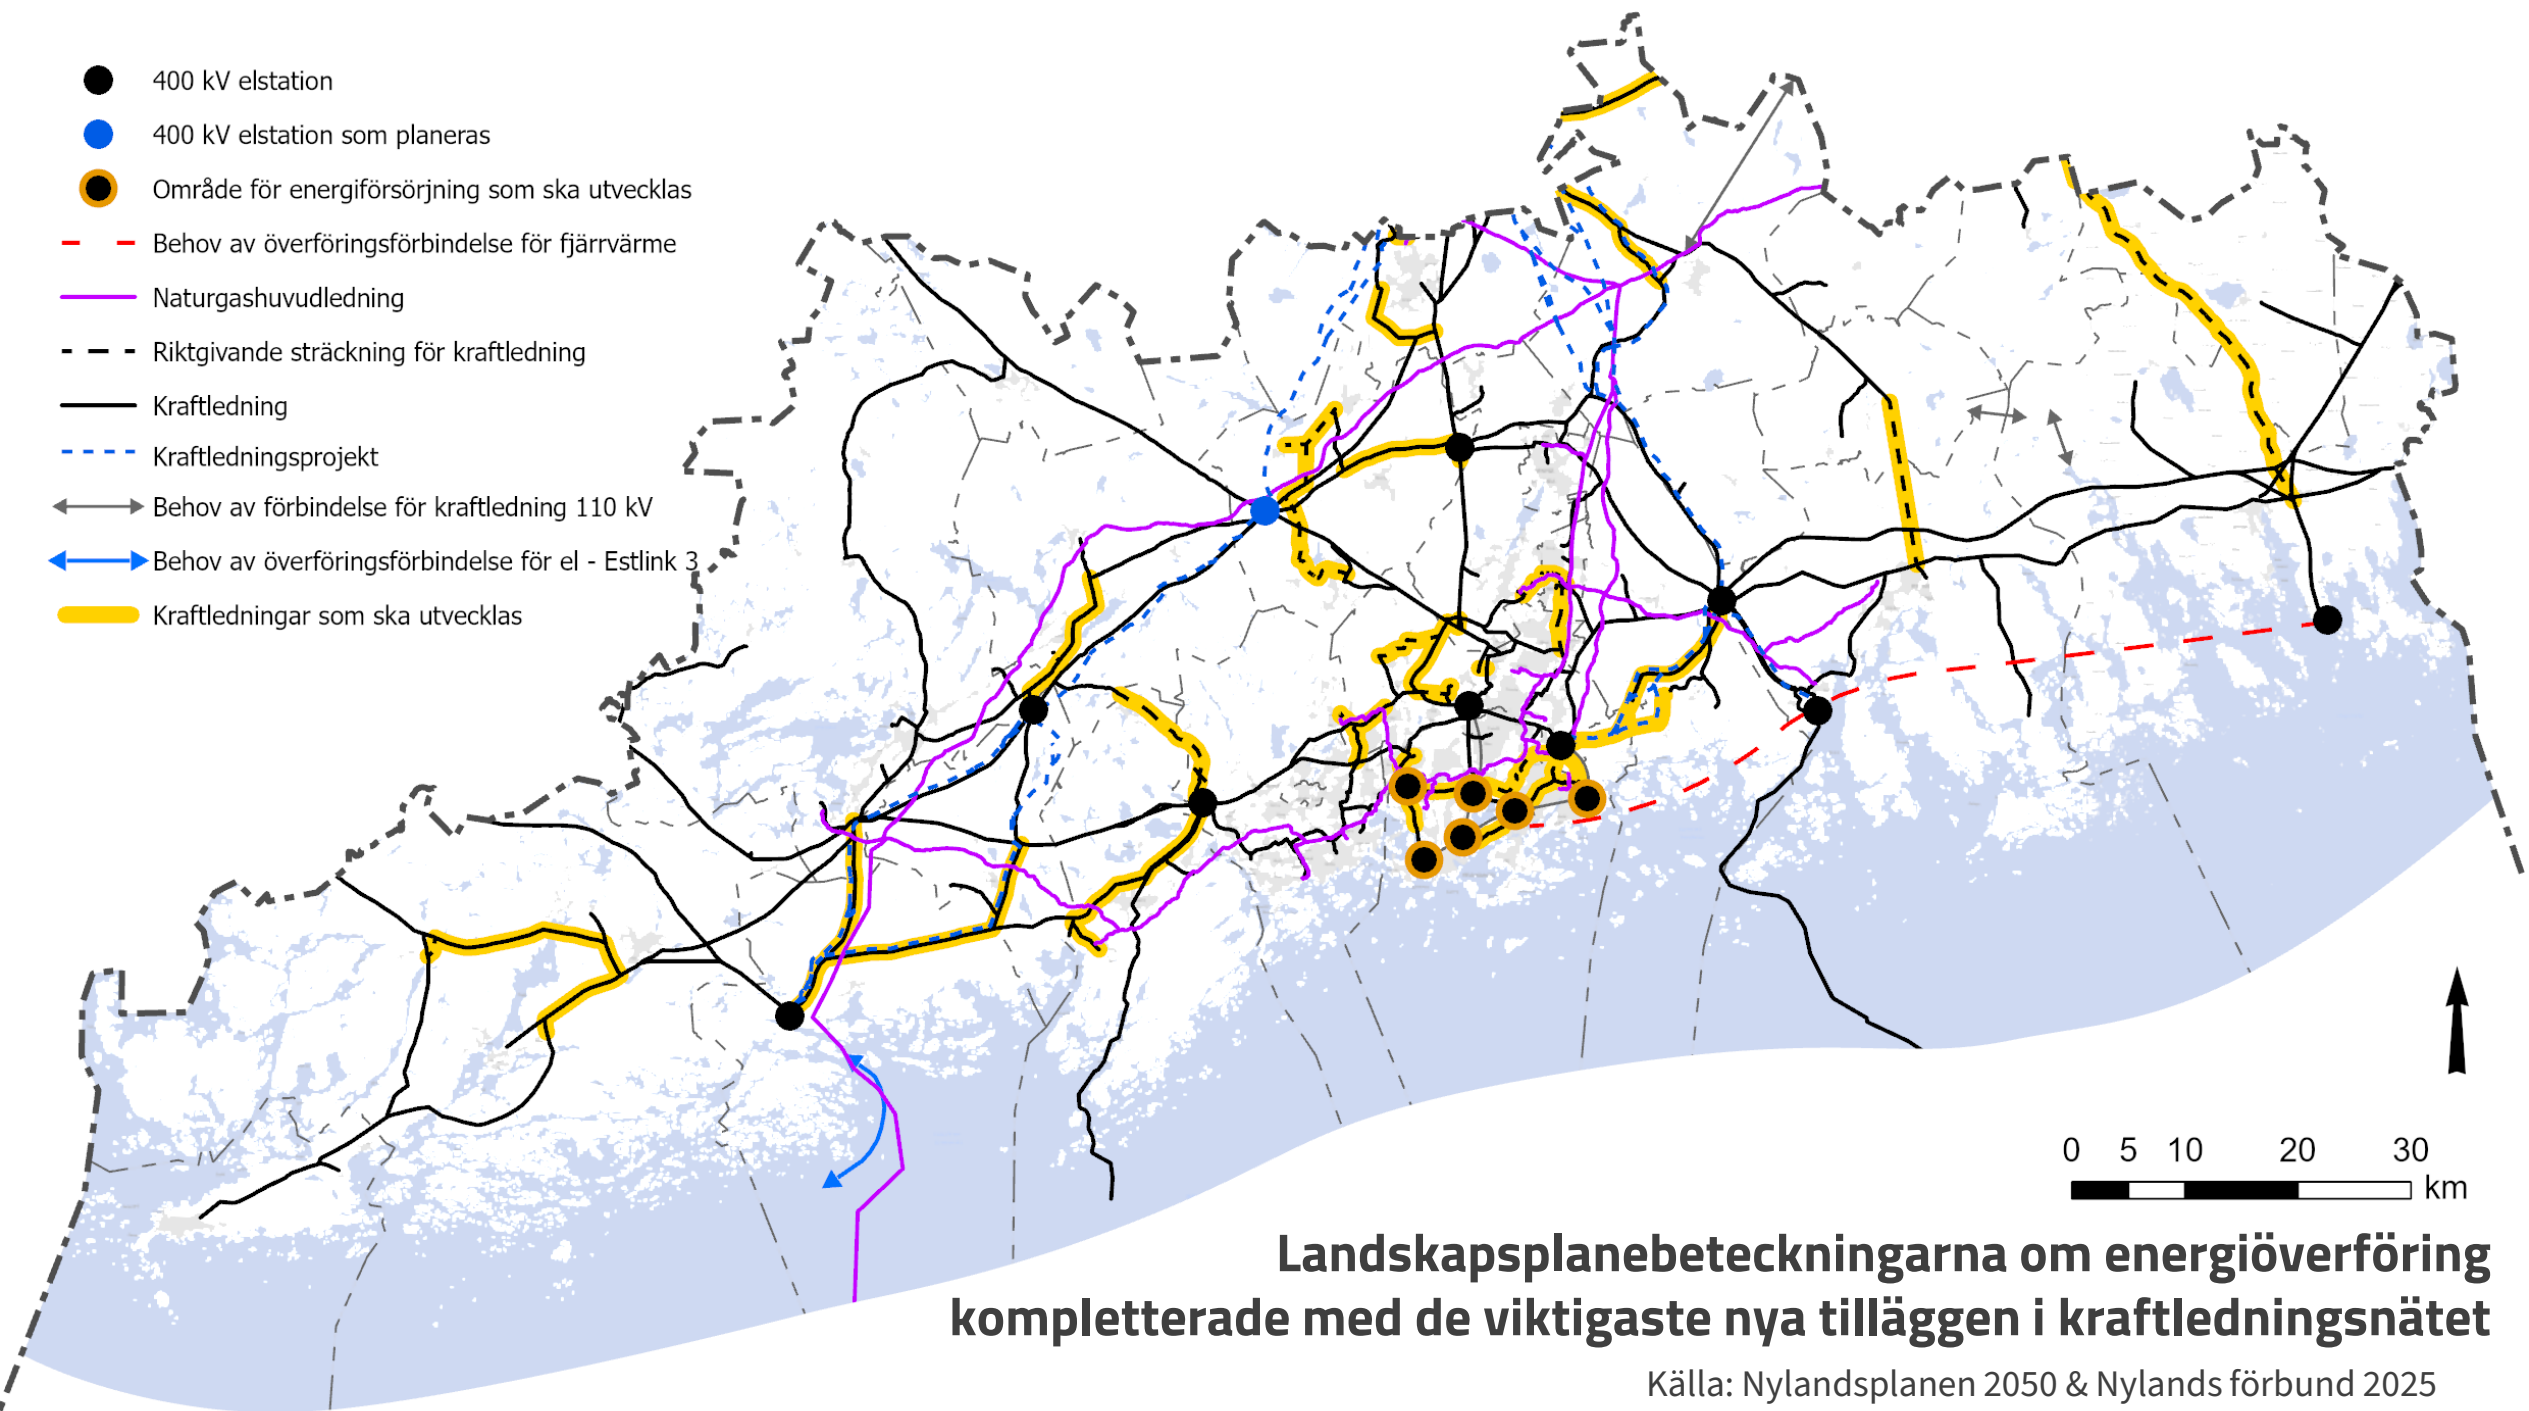 400 kV elstation
400 kV elstation som planeras
Område för energiförsörjning som ska utvecklas
Behov av överföringsförbindelse för fjärrvärme
Naturgashuvudledning
Riktgivande sträckning för kraftledning
Kraftledning
Kraftledningsprojekt
Behov av förbindelse för kraftledning 110 kV
Behov av överföringsförbindelse för el - Estlink 3
Kraftledningar som ska utvecklas
0 5 10 20 30
km
Landskapsplanebeteckningarna om energiöverföring
kompletterade med de viktigaste nya tilläggen i kraftledningsnätet
Källa: Nylandsplanen 2050 & Nylands förbund 2025